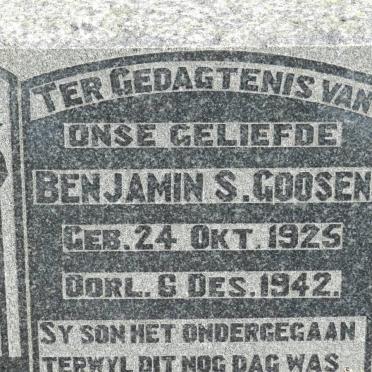 TER GEDAGTENIS VAN
ONSE GELIEFDE
BENJAMIN S. GOOSEN
GEB. 24 OKT. 1925
OORL. 6 DES. 1942.
SY SON HET ONDERGEGAAN
TERWYL DIT NOG DAG WAS.